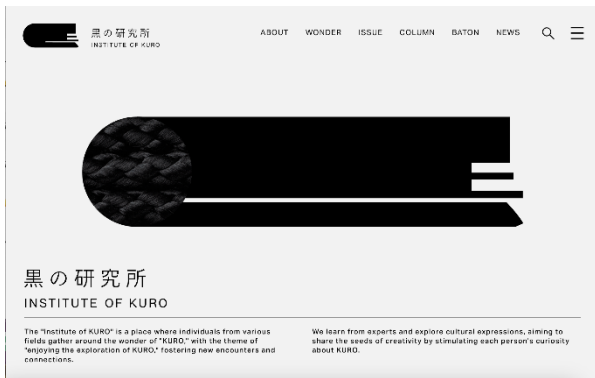 黒の研究所
INSTITUTE OF KURO
ABOUT WONDER ISSUE COLUMN BATON NEWS
黒の研究所
INSTITUTE OF KURO
The "Institute of KURO" is a place where individuals from various
fields gather around the wonder of "KURO," with the theme of
"enjoying the exploration of KURO," fostering new encounters and
connections.
We learn from experts and explore cultural expressions, aiming to
share the seeds of creativity by stimulating each person's curiosity
about KURO.